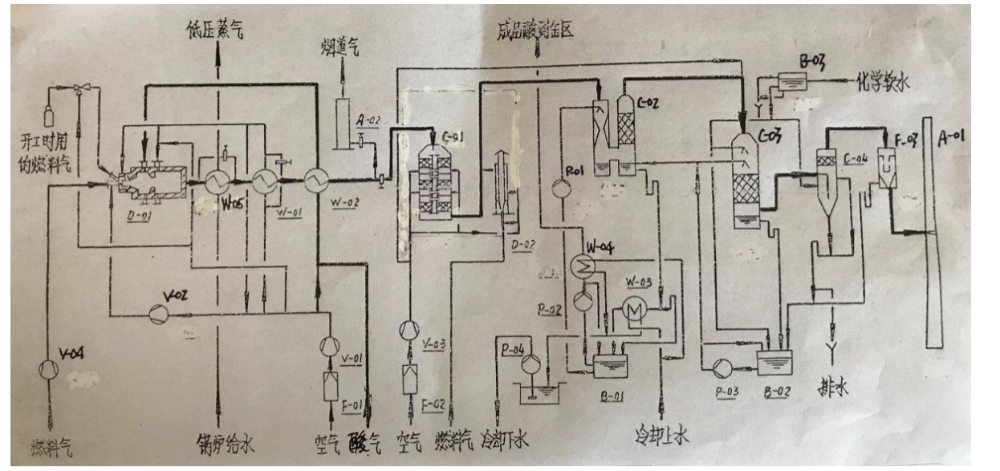 低压蒸气
烟道气
成品酸到缶区
B-03
化学软水
开工时用
的燃料气
A-02
C-01
C-02
C-03
C-04
F-03
A-01
D-01
W-05
W-01
W-02
D-02
W-04
W-03
V-02
V-04
V-01
V-03
P-02
P-04
F-01
F-02
B-01
P-03
B-02
排水
燃料气
锅炉给水
空气
酸气
空气
燃料气
冷却下水
冷却上水